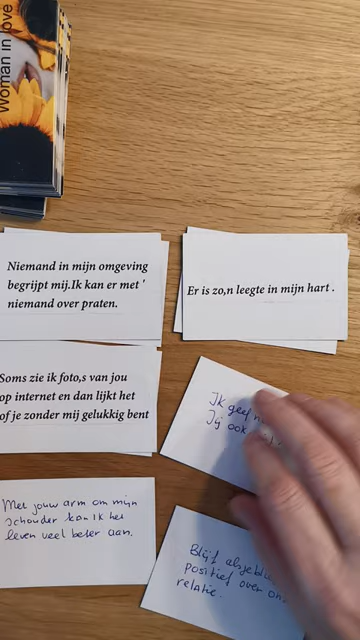 Woman in love
Niemand in mijn omgeving
begrijpt mij.Ik kan er met '
niemand over praten.
Er is zo,n leegte in mijn hart .
Soms zie ik foto,s van jou
op internet en dan lijkt het
of je zonder mij gelukkig bent
Ik geef
Jij ook
Met jouw arm om mijn
schouder kan ik het
leven veel beter aan.
Blijf
positief over
relatie.